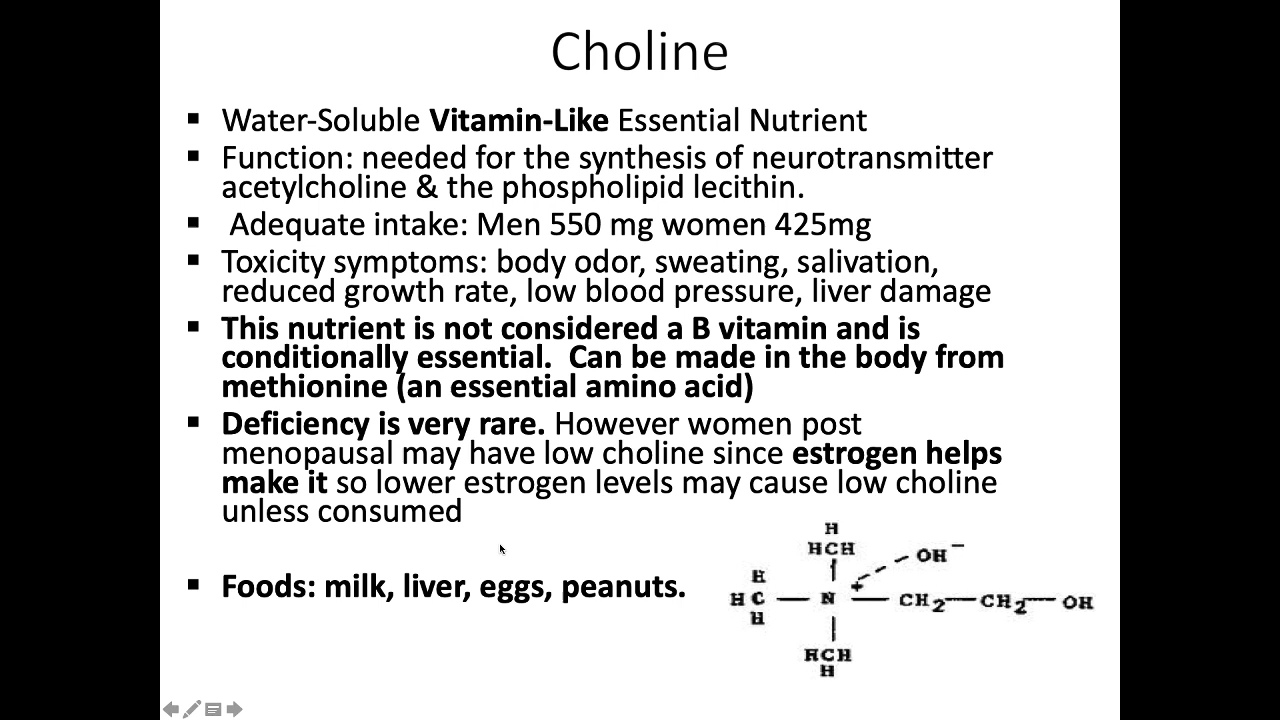 Choline
▪ Water-Soluble Vitamin-Like Essential Nutrient
▪ Function: needed for the synthesis of neurotransmitter
acetylcholine & the phospholipid lecithin.
▪ Adequate intake: Men 550 mg women 425mg
▪ Toxicity symptoms: body odor, sweating, salivation,
reduced growth rate, low blood pressure, liver damage
▪ This nutrient is not considered a B vitamin and is
conditionally essential.  Can be made in the body from
methionine (an essential amino acid)
▪ Deficiency is very rare. However women post
menopausal may have low choline since estrogen helps
make it so lower estrogen levels may cause low choline
unless consumed
▪ Foods: milk, liver, eggs, peanuts.
H
HCH
OH⁻
H
H C — N — CH₂ — CH₂ — OH
H
HCH
H